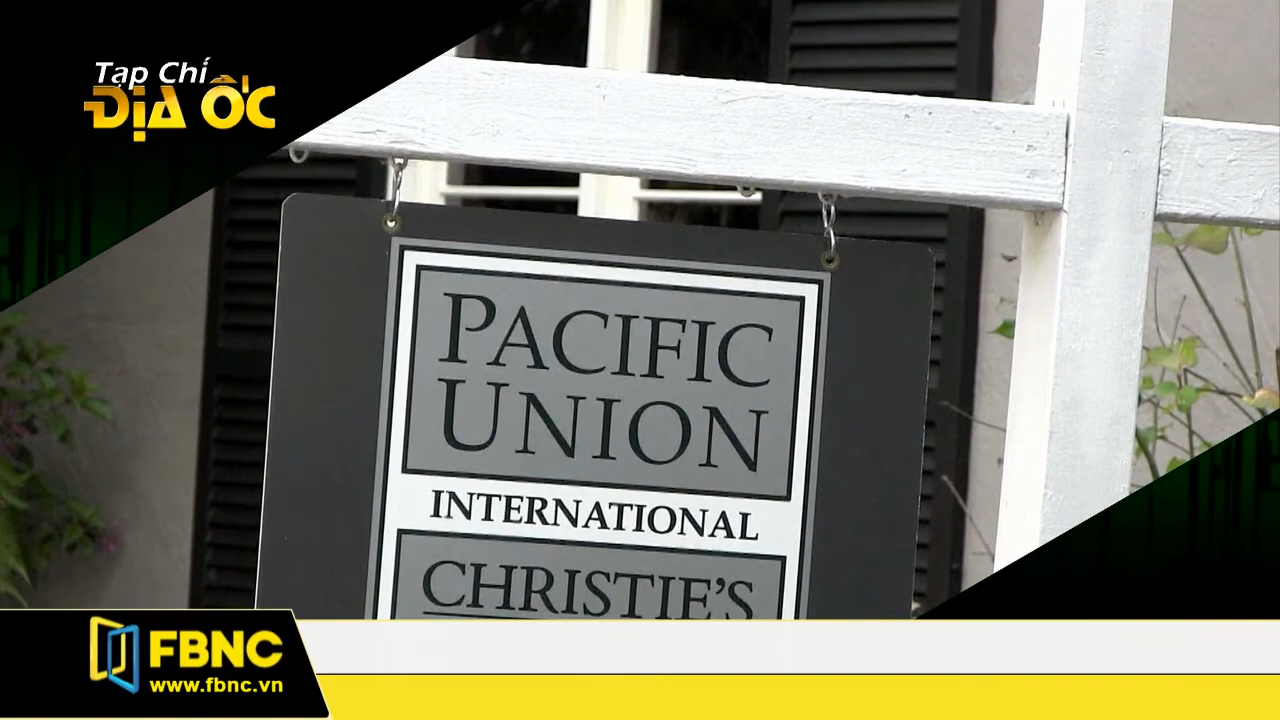 Tạp Chí
ĐỊA ỐC
PACIFIC
UNION
INTERNATIONAL
CHRISTIE'S
FBNC
www.fbnc.vn